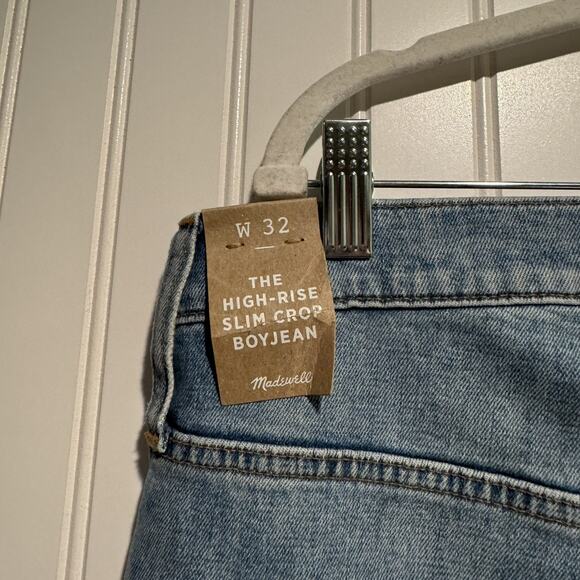 W 32
THE
HIGH-RISE
SLIM CROP
BOYJEAN
Madewell